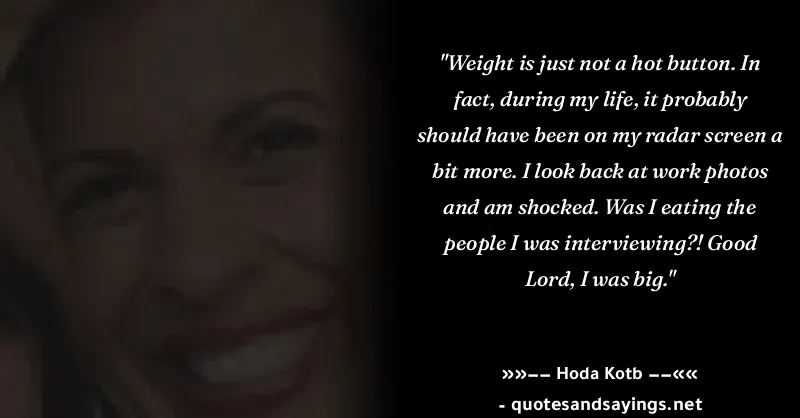 "Weight is just not a hot button. In
fact, during my life, it probably
should have been on my radar screen a
bit more. I look back at work photos
and am shocked. Was I eating the
people I was interviewing?! Good
Lord, I was big."
»»—— Hoda Kotb ——««
- quotesandsayings.net